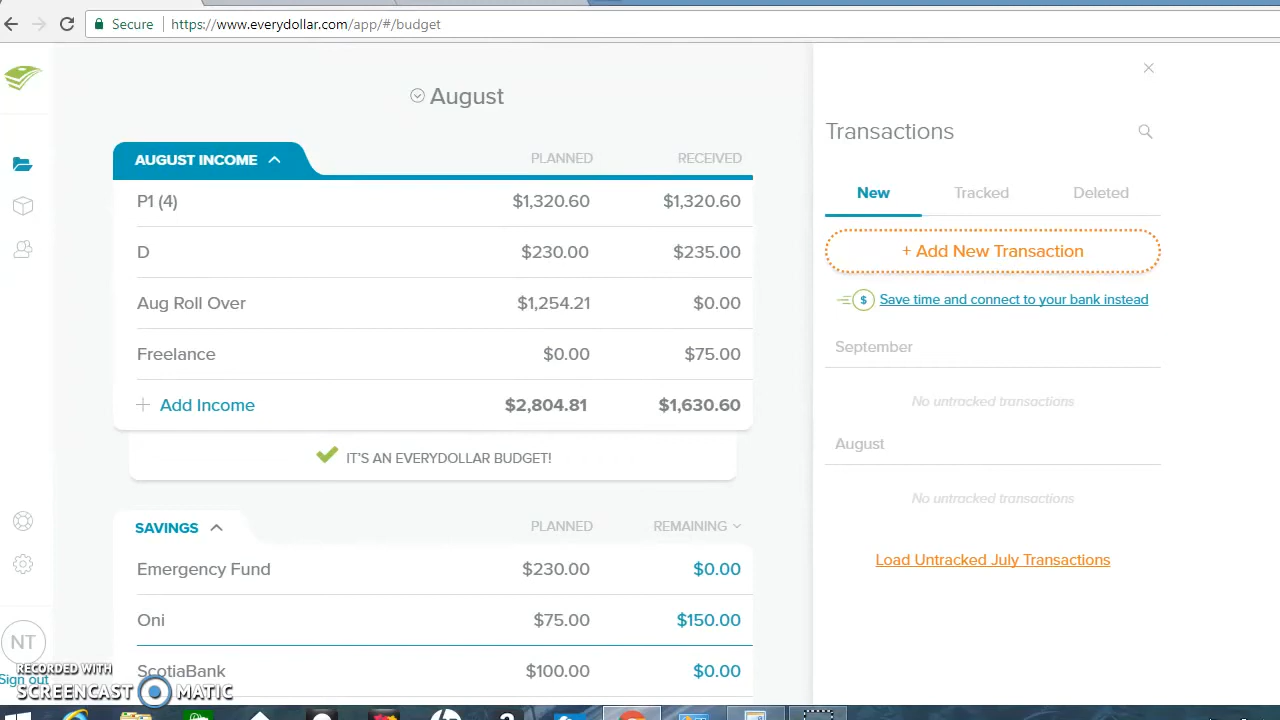 Secure https://www.everydollar.com/app/#/budget
August
AUGUST INCOME PLANNED RECEIVED
P1 (4) $1,320.60 $1,320.60
D $230.00 $235.00
Aug Roll Over $1,254.21 $0.00
Freelance $0.00 $75.00
+ Add Income $2,804.81 $1,630.60
IT'S AN EVERYDOLLAR BUDGET!
SAVINGS PLANNED REMAINING
Emergency Fund $230.00 $0.00
Oni $75.00 $150.00
ScotiaBank $100.00 $0.00
Transactions
New Tracked Deleted
+ Add New Transaction
$ Save time and connect to your bank instead
September
No untracked transactions
August
No untracked transactions
Load Untracked July Transactions
NT
Sign out
RECORDED WITH
SCREENCAST MATIC